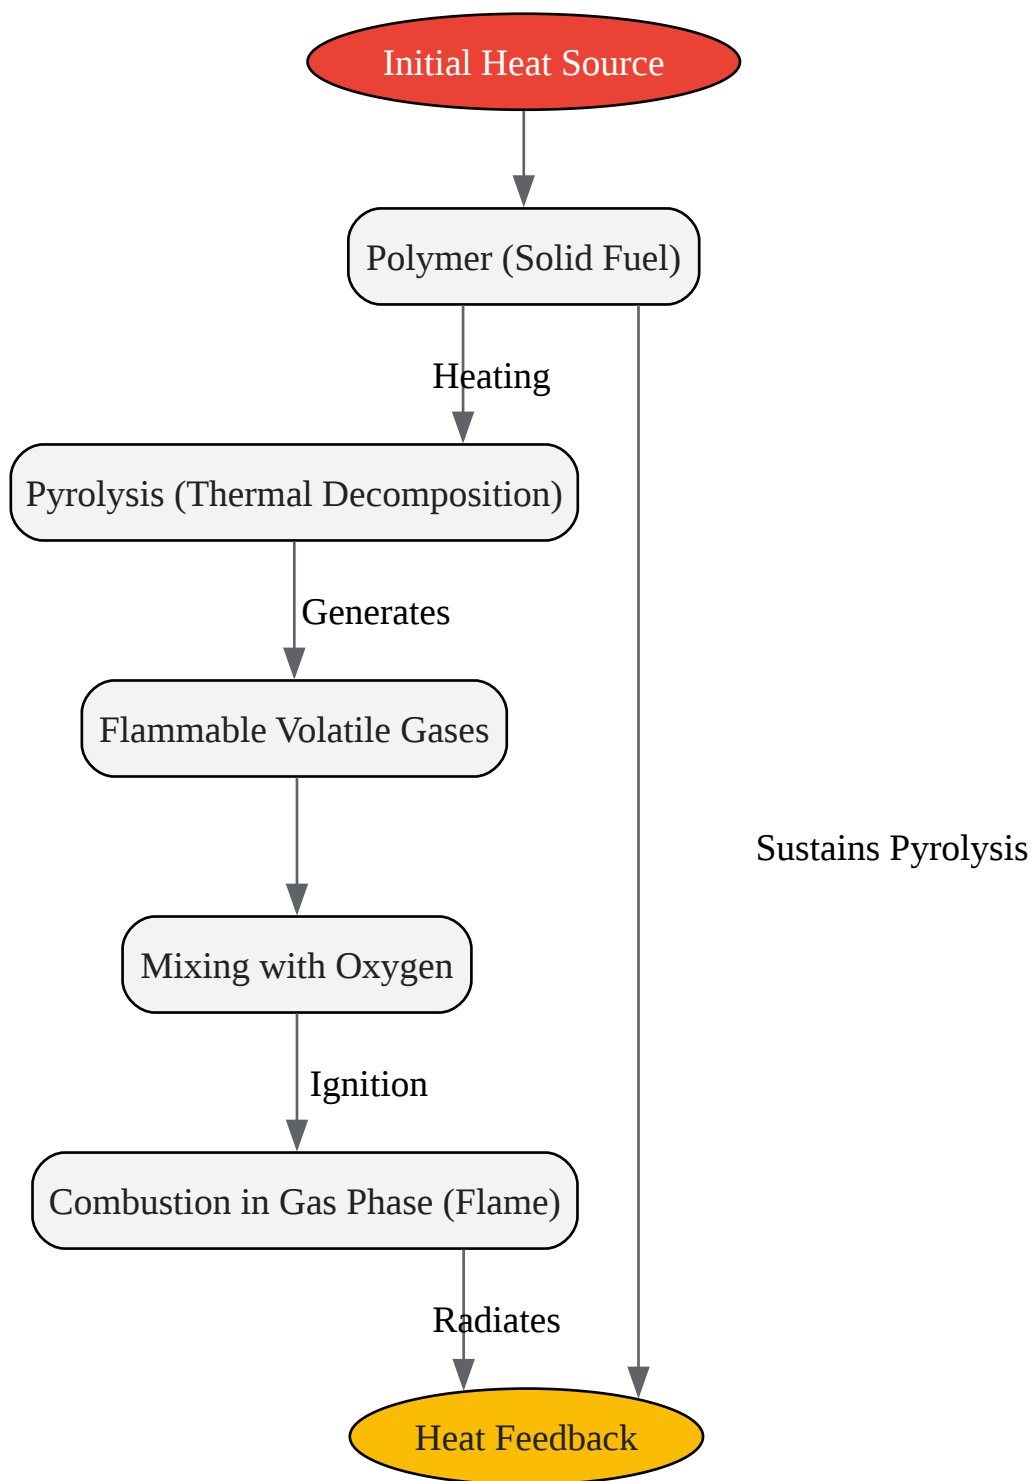 Initial Heat Source
Polymer (Solid Fuel)
Heating
Pyrolysis (Thermal Decomposition)
Generates
Flammable Volatile Gases
Sustains Pyrolysis
Mixing with Oxygen
Ignition
Combustion in Gas Phase (Flame)
Radiates
Heat Feedback